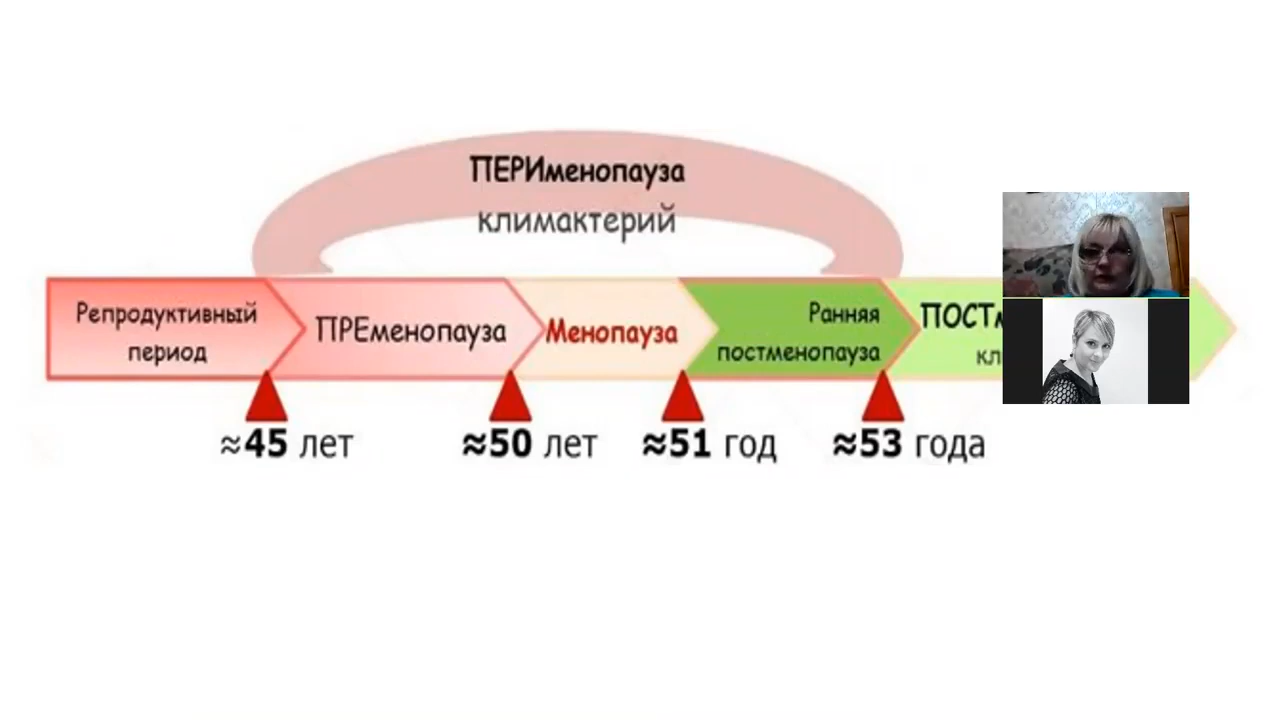 ПЕРИменопауза
климактерий
Репродуктивный
период
ПРЕменопауза
Менопауза
Ранняя
постменопауза
≈45 лет
≈50 лет
≈51 год
≈53 года